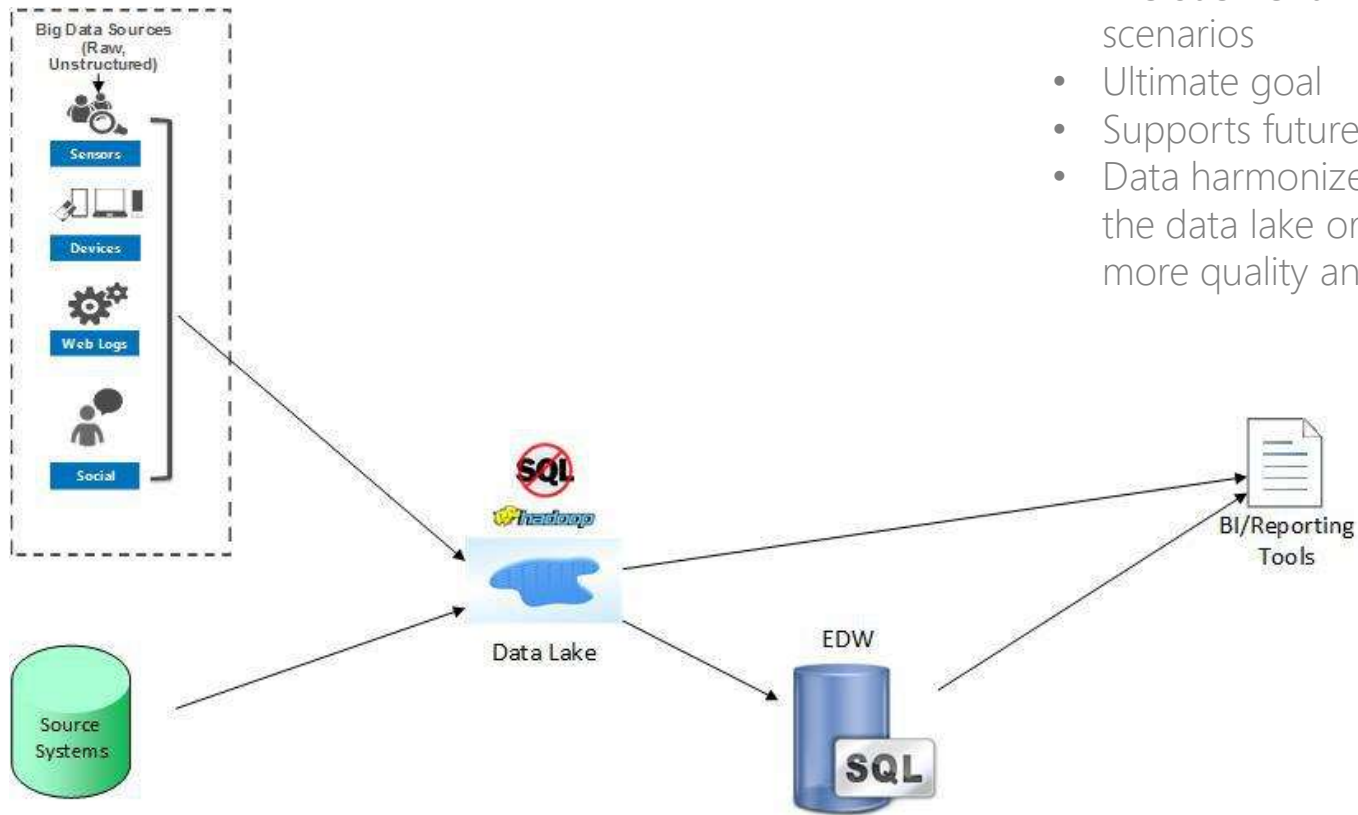 Big Data Sources
(Raw,
Unstructured)
Sensors
Devices
Web Logs
Social
Source
Systems
SQL
hadoop
Data Lake
EDW
SQL
BI/Reporting
Tools
scenarios
• Ultimate goal
• Supports future
• Data harmonize
the data lake or
more quality an